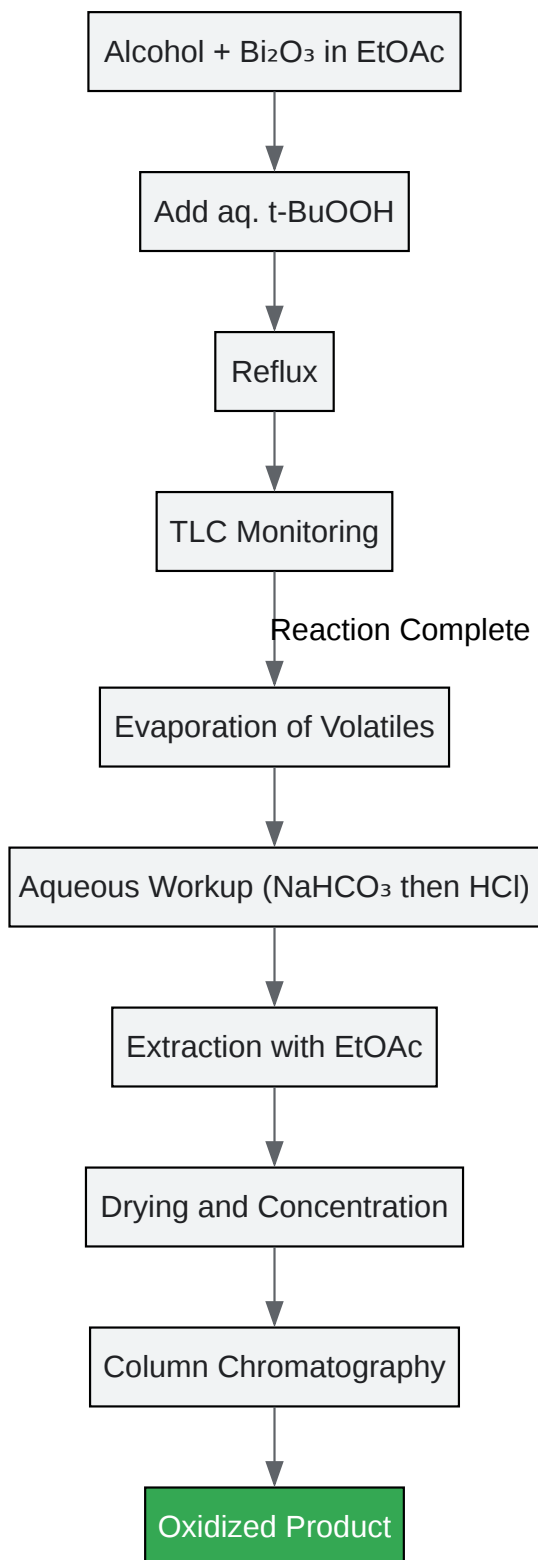 Alcohol + Bi₂O₃ in EtOAc
Add aq. t-BuOOH
Reflux
TLC Monitoring
Reaction Complete
Evaporation of Volatiles
Aqueous Workup (NaHCO₃ then HCl)
Extraction with EtOAc
Drying and Concentration
Column Chromatography
Oxidized Product